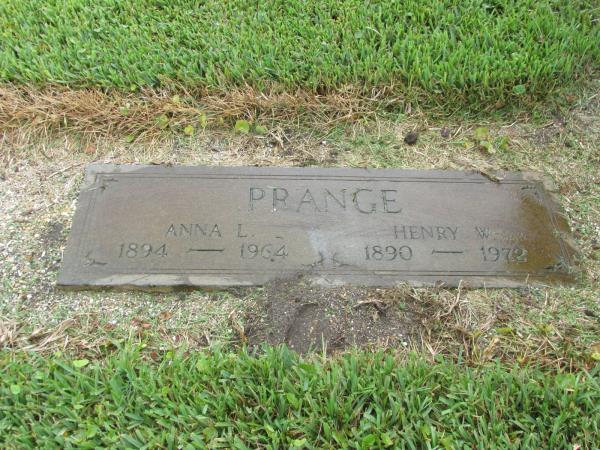 PRANGE
ANNA L. HENRY W.
1894 — 1964 1890 — 1972